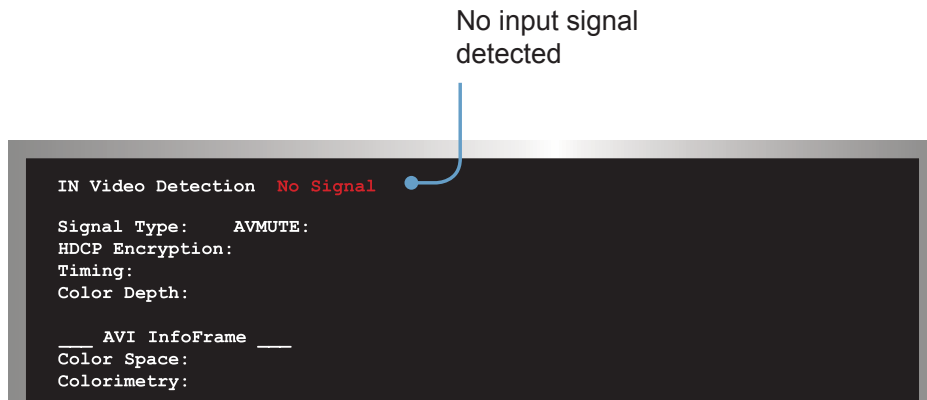 No input signal
detected
IN Video Detection No Signal
Signal Type: AVMUTE:
HDCP Encryption:
Timing:
Color Depth:
___ AVI InfoFrame ___
Color Space:
Colorimetry: